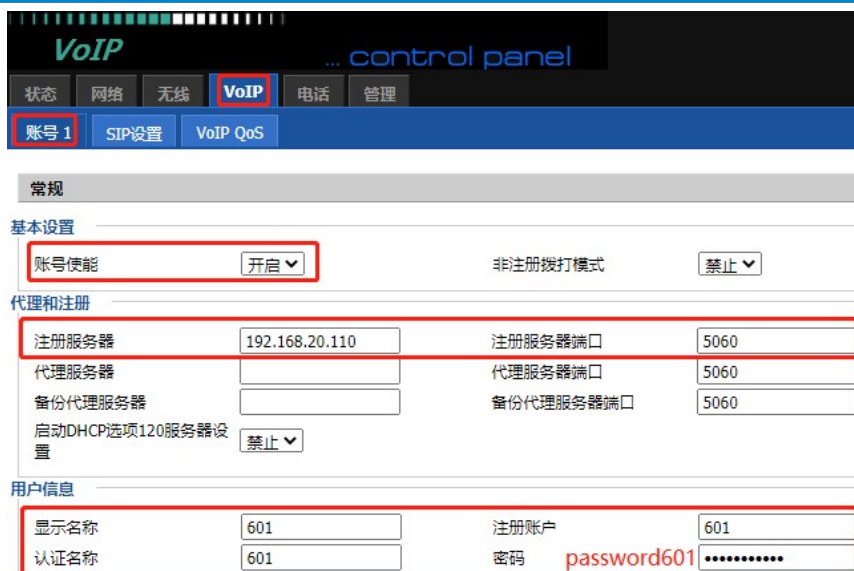 VoIP
... control panel
状态 网络 无线 VoIP 电话 管理
账号 1 SIP设置 VoIP QoS
常规
基本设置
账号使能 开启 非注册拨打模式 禁止
代理和注册
注册服务器 192.168.20.110 注册服务器端口 5060
代理服务器 代理服务器端口 5060
备份代理服务器 备份代理服务器端口 5060
启动DHCP选项120服务器设
置 禁止
用户信息
显示名称 601 注册账户 601
认证名称 601 密码 password601 •••••••••••